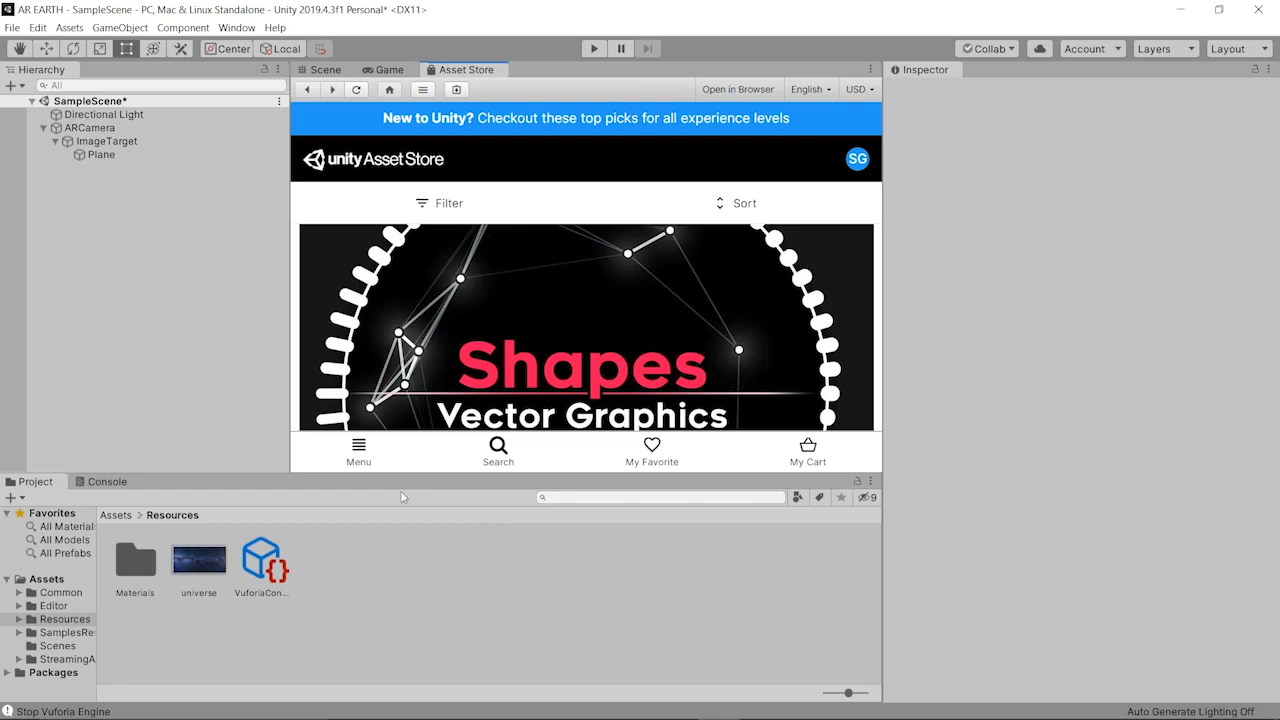 AR EARTH - SampleScene - PC, Mac & Linux Standalone - Unity 2019.4.3f1 Personal* <DX11>
File Edit Assets GameObject Component Window Help
Center Local Collab Account Layers Layout
Hierarchy
All
SampleScene*
Directional Light
ARCamera
ImageTarget
Plane
Scene Game Asset Store
Open in Browser English USD
New to Unity? Checkout these top picks for all experience levels
unity Asset Store SG
Filter Sort
Shapes
Vector Graphics
Menu Search My Favorite My Cart
Inspector
Project Console
9
Favorites
All Material
All Models
All Prefabs
Assets
Common
Editor
Resources
SamplesRe
Scenes
StreamingA
Packages
Assets > Resources
Materials universe VuforiaCon...
Stop Vuforia Engine Auto Generate Lighting Off